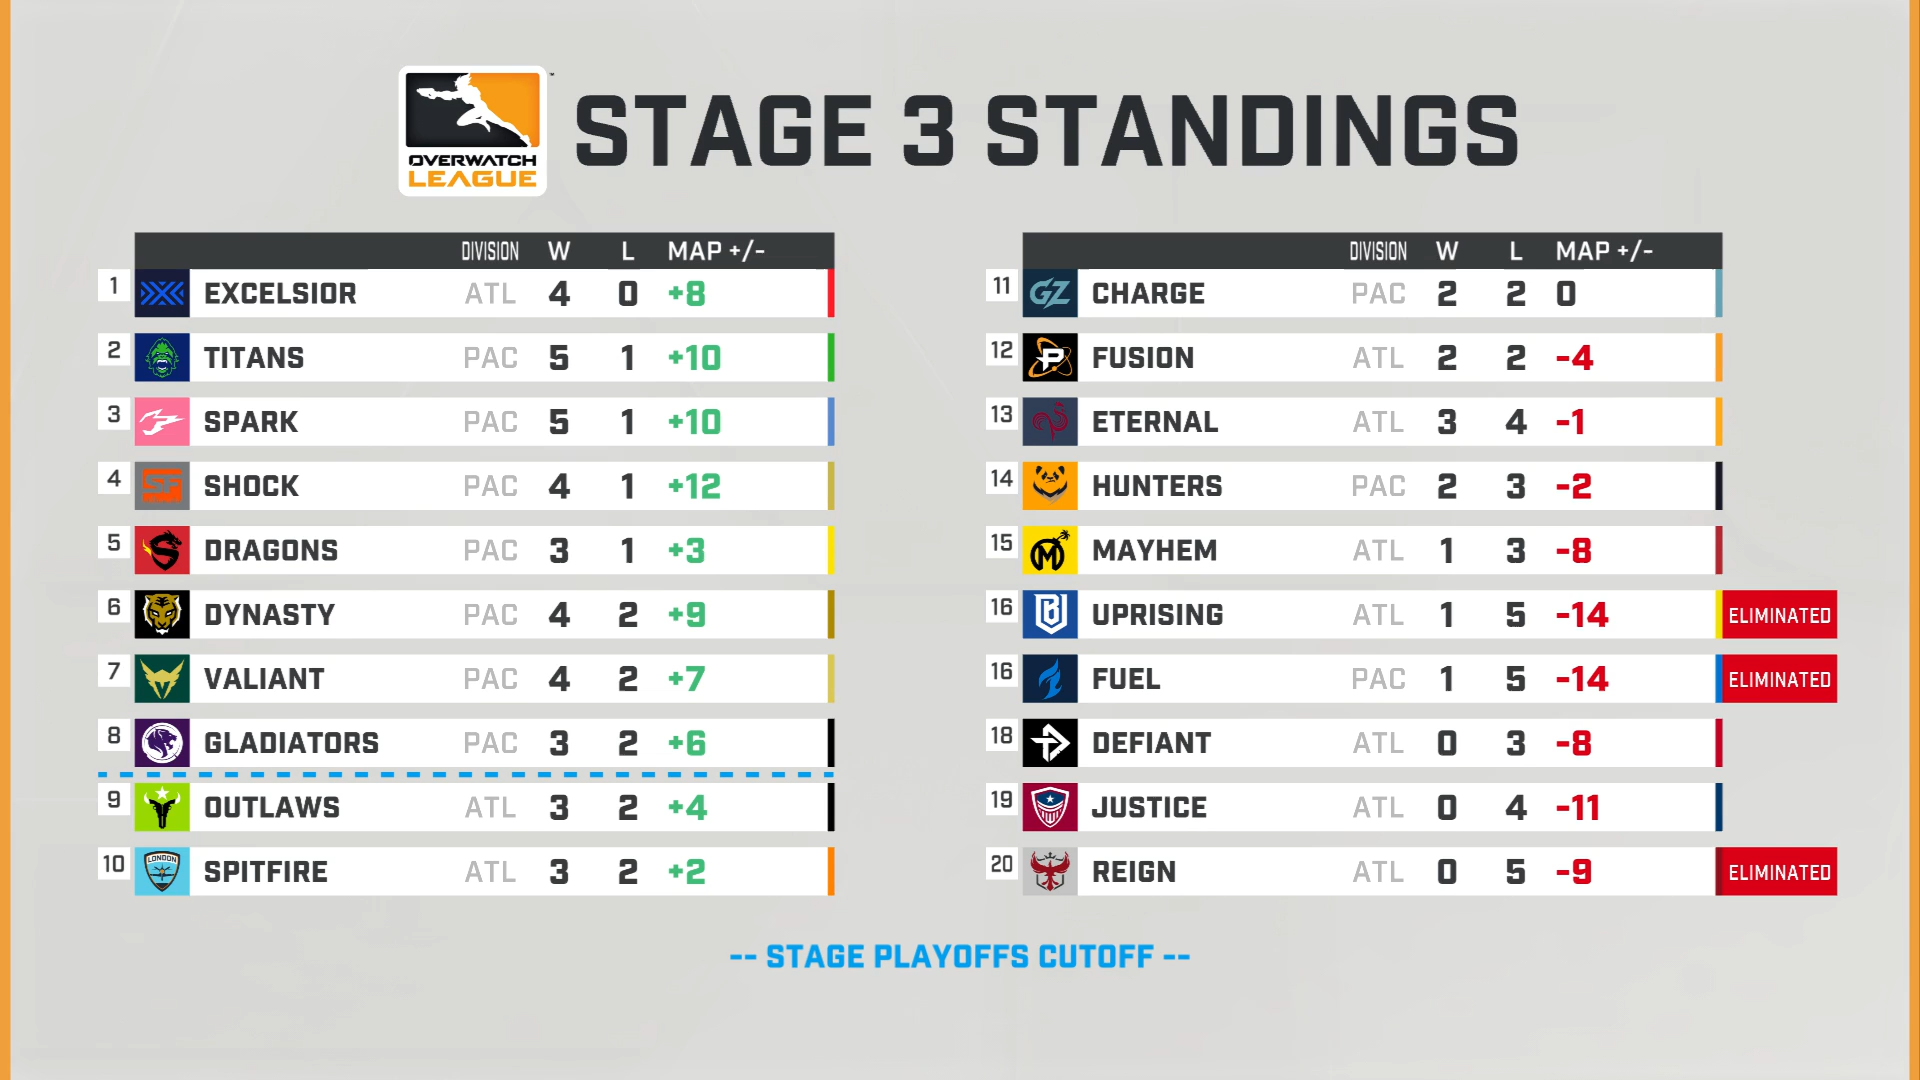 OVERWATCH
LEAGUE
™
STAGE 3 STANDINGS
DIVISION W L MAP +/-
1 EXCELSIOR ATL 4 0 +8
2 TITANS PAC 5 1 +10
3 SPARK PAC 5 1 +10
4 SF SHOCK PAC 4 1 +12
5 DRAGONS PAC 3 1 +3
6 DYNASTY PAC 4 2 +9
7 VALIANT PAC 4 2 +7
8 GLADIATORS PAC 3 2 +6
9 OUTLAWS ATL 3 2 +4
10 LONDON SPITFIRE ATL 3 2 +2
DIVISION W L MAP +/-
11 GZ CHARGE PAC 2 2 0
12 P FUSION ATL 2 2 -4
13 ETERNAL ATL 3 4 -1
14 HUNTERS PAC 2 3 -2
15 M MAYHEM ATL 1 3 -8
16 B UPRISING ATL 1 5 -14 ELIMINATED
16 FUEL PAC 1 5 -14 ELIMINATED
18 DEFIANT ATL 0 3 -8
19 JUSTICE ATL 0 4 -11
20 REIGN ATL 0 5 -9 ELIMINATED
-- STAGE PLAYOFFS CUTOFF --